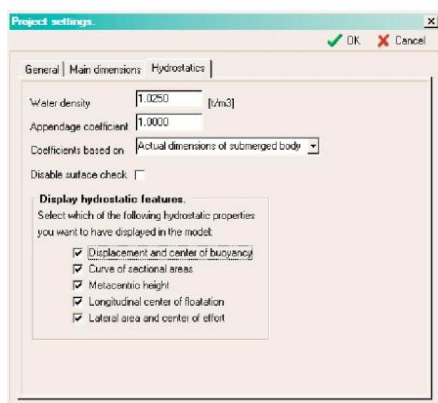 Project settings.
OK Cancel
General Main dimensions Hydrostatics
Water density 1.0250 [t/m3]
Appendage coefficient 1.0000
Coefficients based on Actual dimensions of submerged body
Disable surface check
Display hydrostatic features.
Select which of the following hydrostatic properties
you want to have displayed in the model:
Displacement and center of buoyancy
Curve of sectional areas
Metacentric height
Longitudinal center of floatation
Lateral area and center of effort